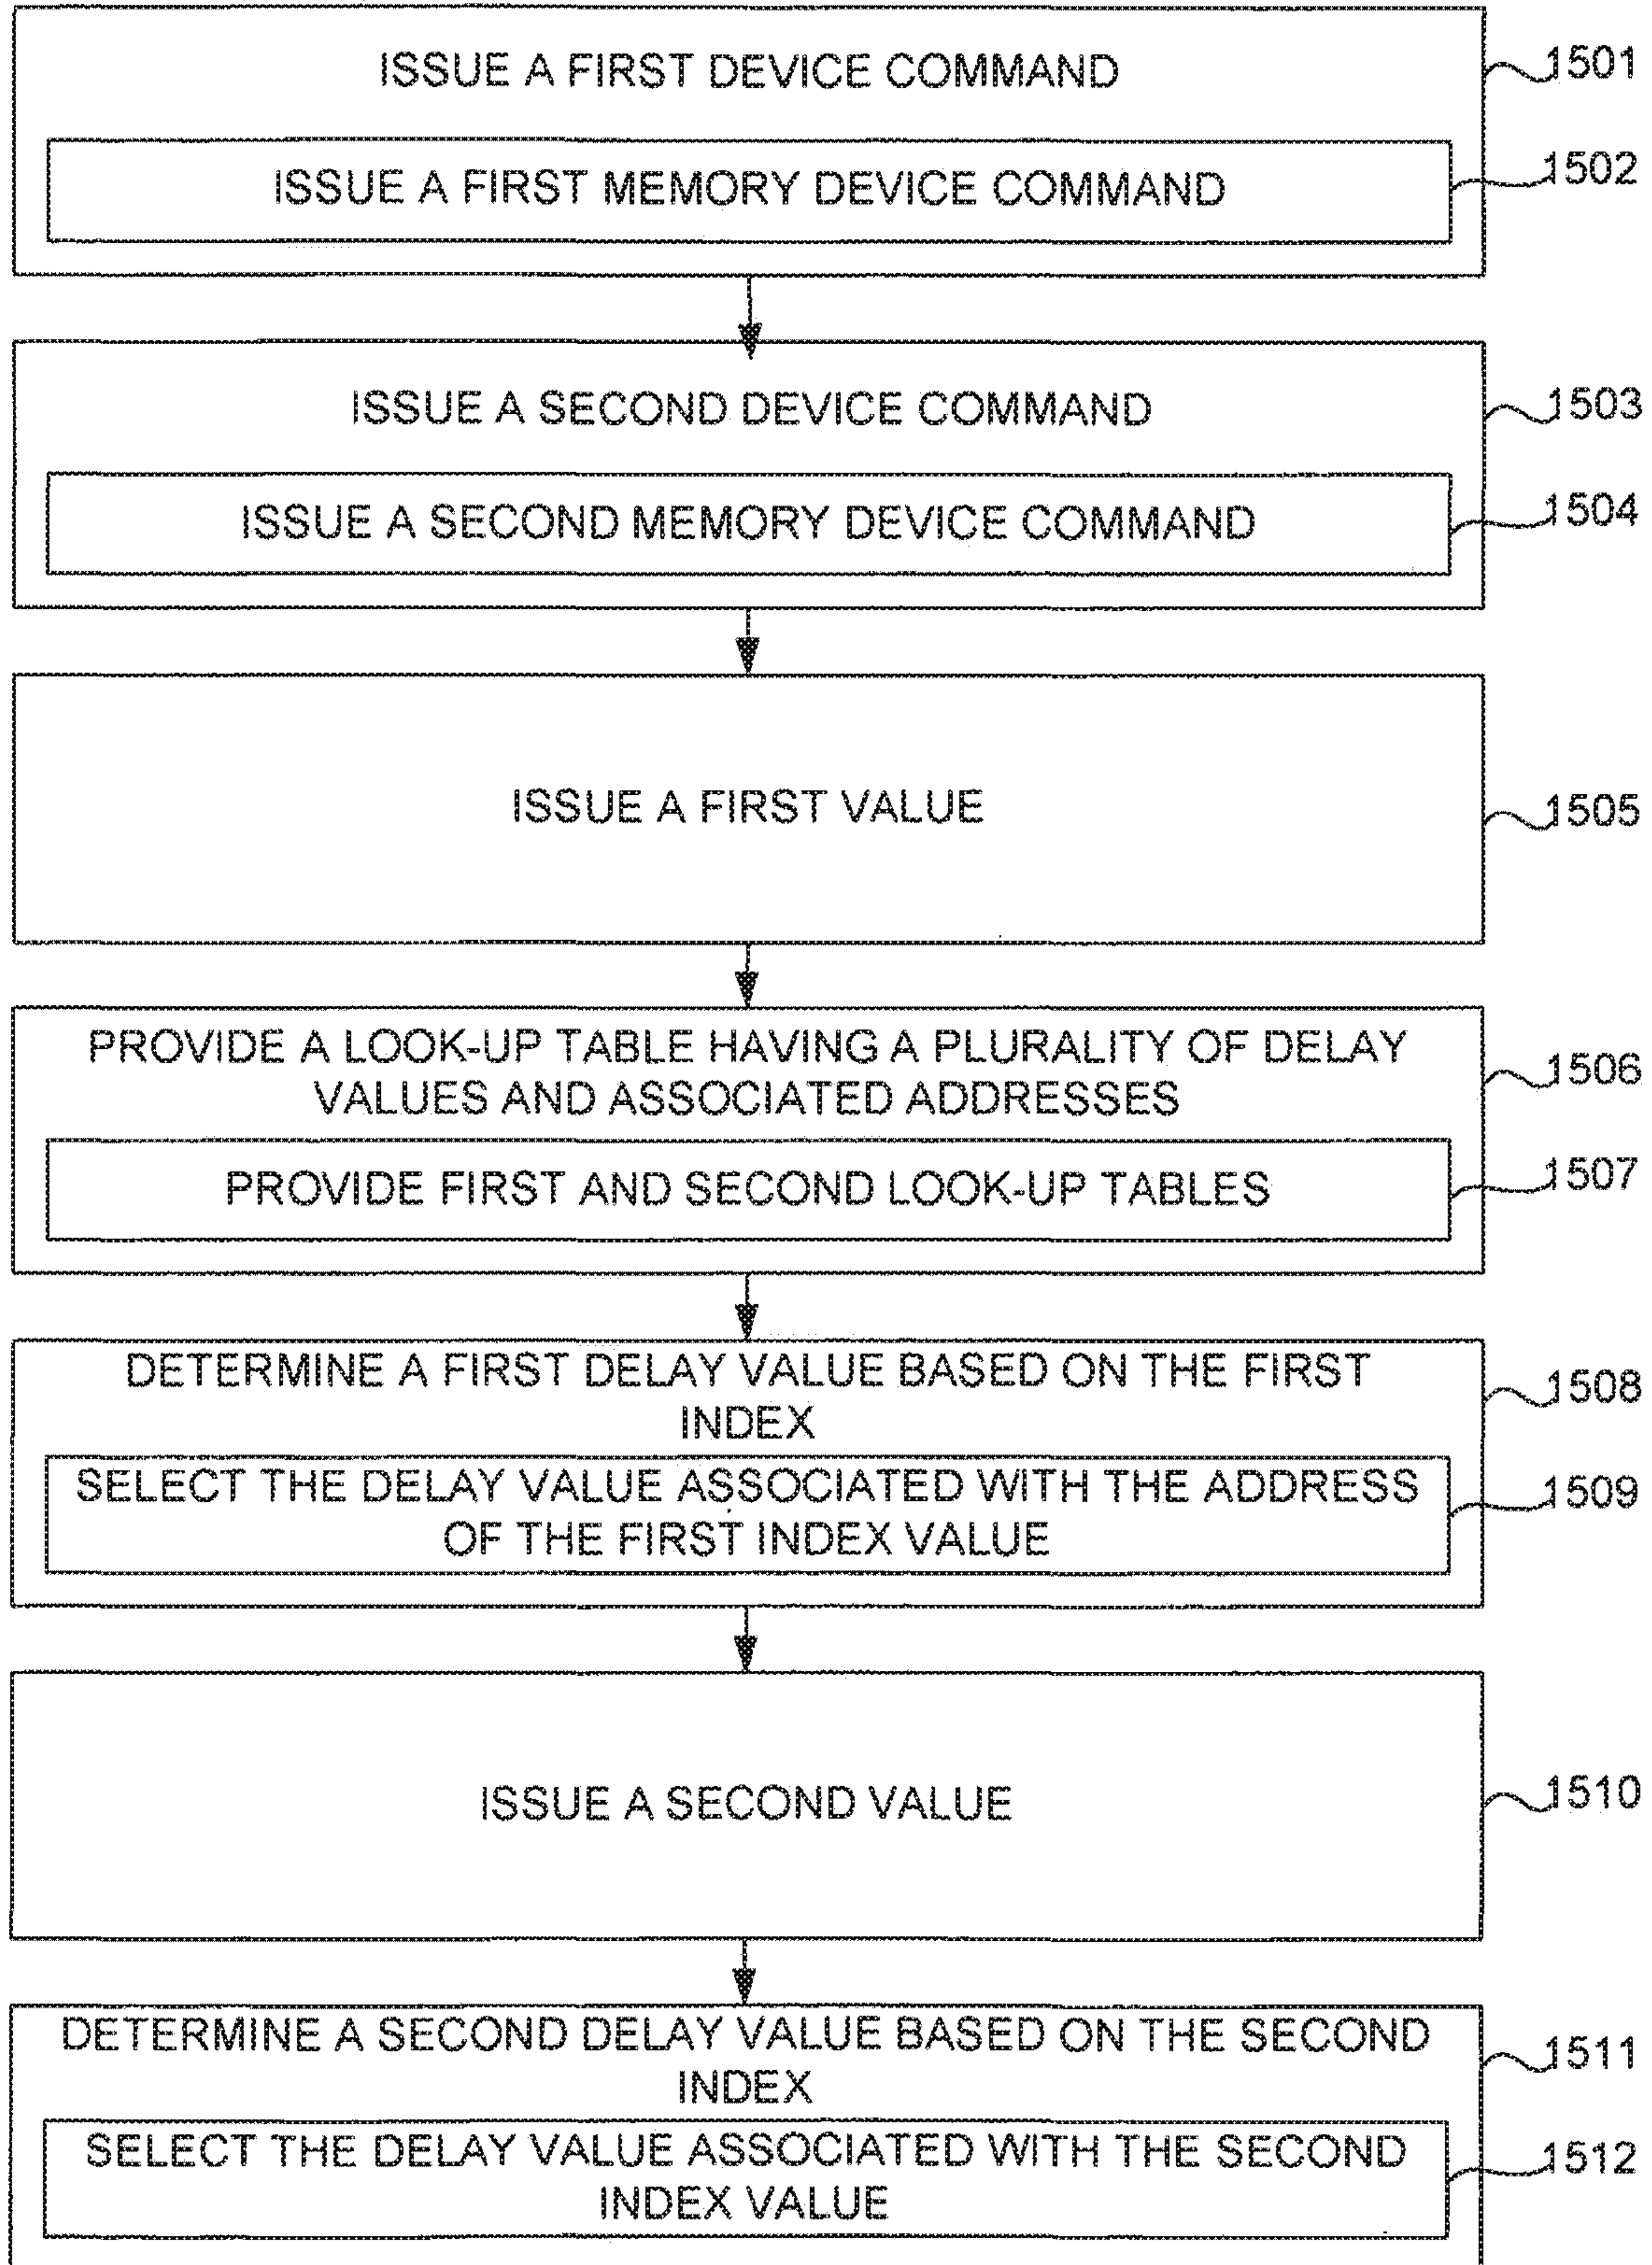 ISSUE A FIRST DEVICE COMMAND
1501
ISSUE A FIRST MEMORY DEVICE COMMAND
1502
ISSUE A SECOND DEVICE COMMAND
1503
ISSUE A SECOND MEMORY DEVICE COMMAND
1504
ISSUE A FIRST VALUE
1505
PROVIDE A LOOK-UP TABLE HAVING A PLURALITY OF DELAY
VALUES AND ASSOCIATED ADDRESSES
1506
PROVIDE FIRST AND SECOND LOOK-UP TABLES
1507
DETERMINE A FIRST DELAY VALUE BASED ON THE FIRST
INDEX
1508
SELECT THE DELAY VALUE ASSOCIATED WITH THE ADDRESS
OF THE FIRST INDEX VALUE
1509
ISSUE A SECOND VALUE
1510
DETERMINE A SECOND DELAY VALUE BASED ON THE SECOND
INDEX
1511
SELECT THE DELAY VALUE ASSOCIATED WITH THE SECOND
INDEX VALUE
1512